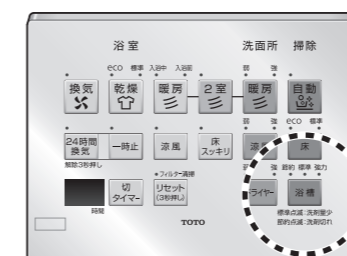 浴室 洗面所 掃除
eco 標準 入浴中 入浴前 弱 強
換気 乾燥 暖房 2室 暖房 自動
弱 強 eco 標準
24時間換気 一時止 涼風 床スッキリ 涼風 床
解除3秒押し
•フィルター清掃 節約 標準 強力
切タイマー リセット(3秒押し) ライヤー 浴槽
時間 標準点滅:洗剤量少
TOTO 節約点滅:洗剤切れ